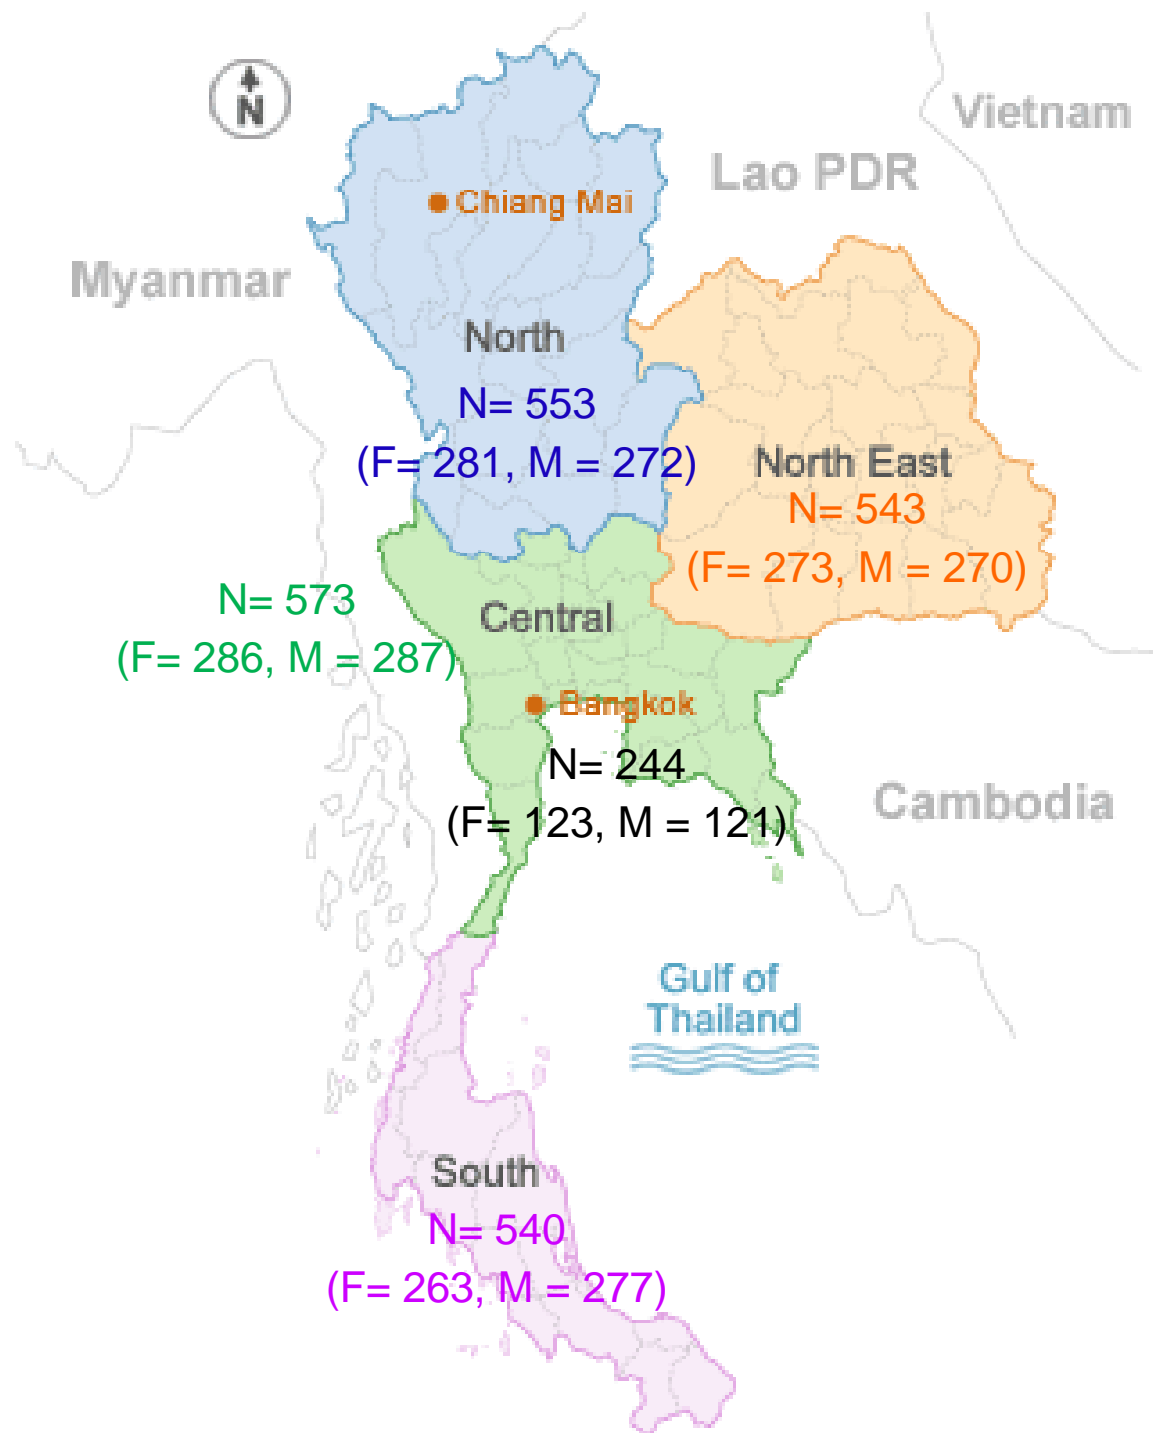 N
Vietnam
Lao PDR
Chiang Mai
Myanmar
North
N= 553
(F= 281, M = 272)
North East
N= 543
(F= 273, M = 270)
N= 573
(F= 286, M = 287)
Central
Bangkok
N= 244
(F= 123, M = 121)
Cambodia
Gulf of
Thailand
South
N= 540
(F= 263, M = 277)